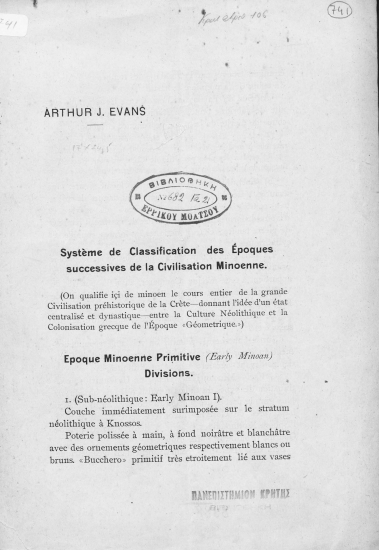 741
ARTHUR J. EVANS
ΒΙΒΛΙΟΘΗΚΗ
ΕΡΡΙΚΟΥ ΜΟΑΤΣΟΥ
Système de Classification des Époques
successives de la Civilisation Minoenne.
(On qualifie içi de minoen le cours entier de la grande
Civilisation préhistorique de la Crète—donnant l'idée d'un état
centralisé et dynastique—entre la Culture Néolithique et la
Colonisation grecque de l'Époque «Géometrique.»)
Epoque Minoenne Primitive (Early Minoan)
Divisions.
1. (Sub-néolithique: Early Minoan I).
Couche immédiatement surimposée sur le stratum
néolithique à Knossos.
Poterie polissée à main, à fond noirâtre et blanchâtre
avec des ornements géometriques respectivement blancs ou
bruns. «Bucchero» primitif très etroitement lié aux vases
ΠΑΝΕΠΙΣΤΗΜΙΟΝ ΚΡΗΤΗΣ